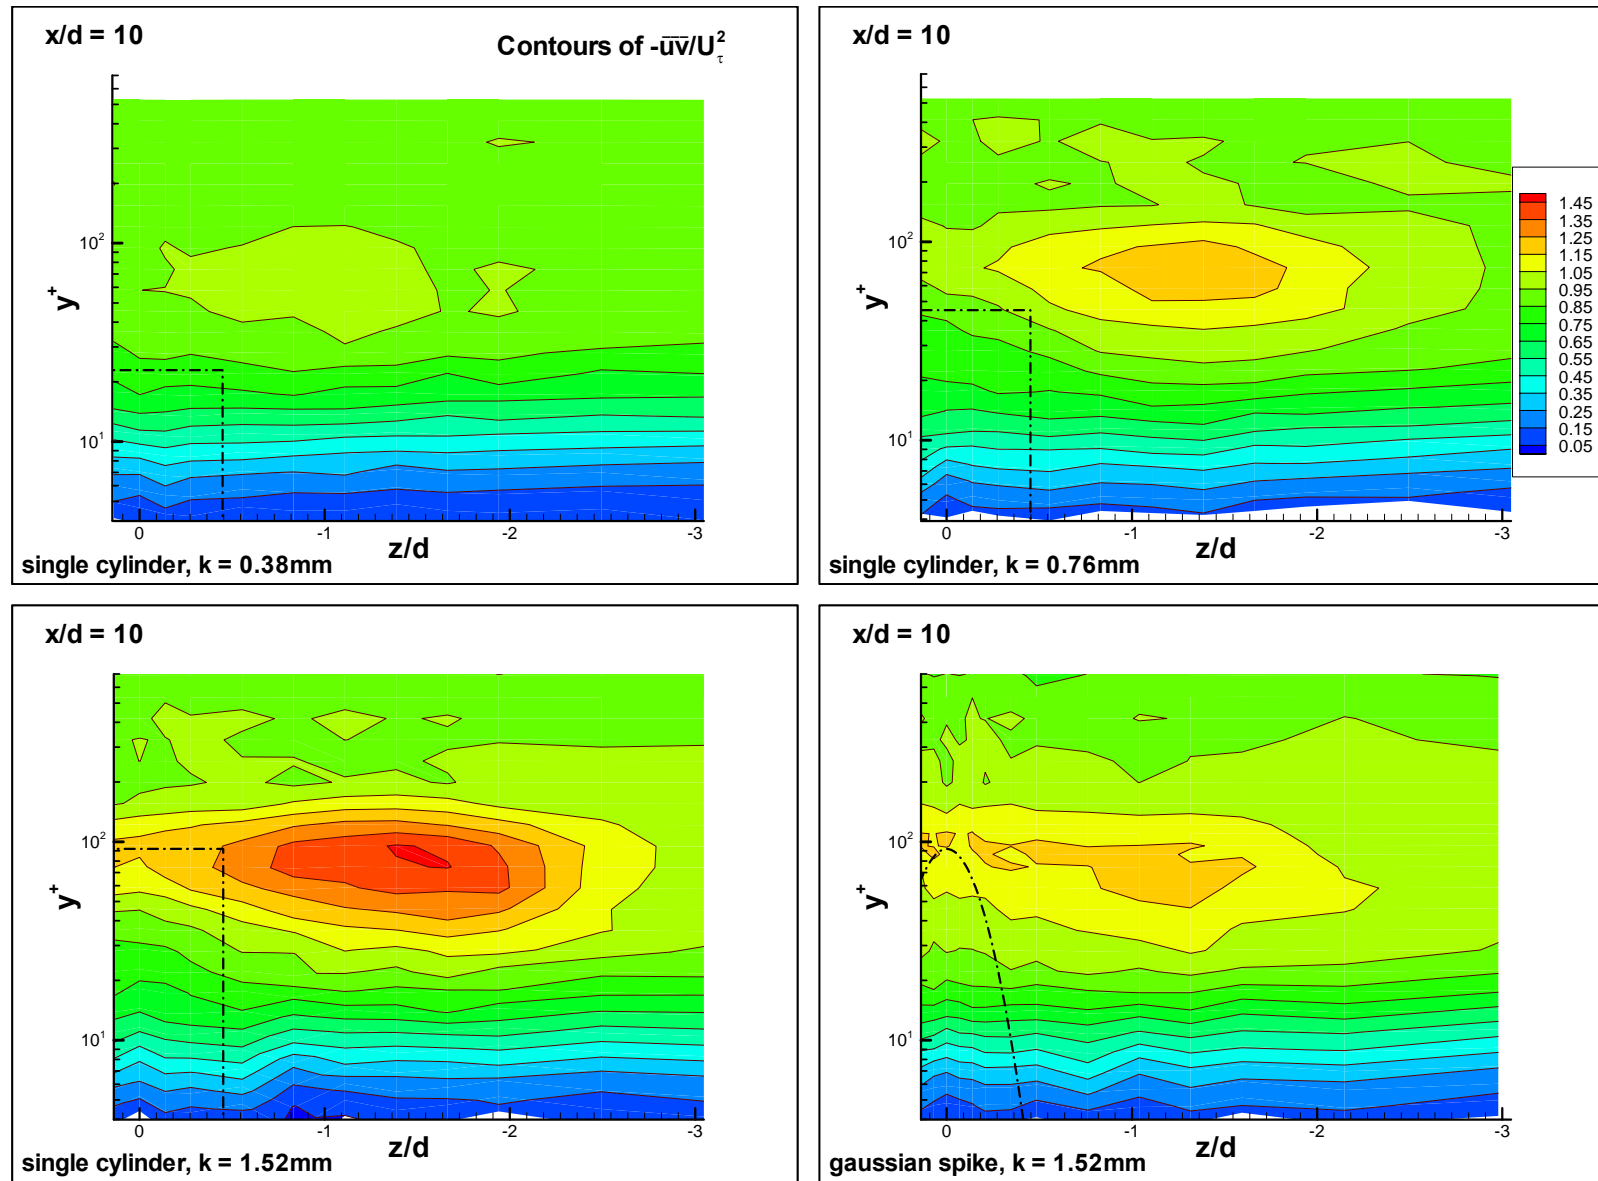 x/d = 10
Contours of -u̅v̅/U²τ
10²
y⁺
10¹
0 -1 -2 -3
z/d
single cylinder, k = 0.38mm
x/d = 10
10²
y⁺
10¹
0 -1 -2 -3
z/d
single cylinder, k = 0.76mm
1.45
1.35
1.25
1.15
1.05
0.95
0.85
0.75
0.65
0.55
0.45
0.35
0.25
0.15
0.05
x/d = 10
10²
y⁺
10¹
0 -1 -2 -3
z/d
single cylinder, k = 1.52mm
x/d = 10
10²
y⁺
10¹
0 -1 -2 -3
z/d
gaussian spike, k = 1.52mm